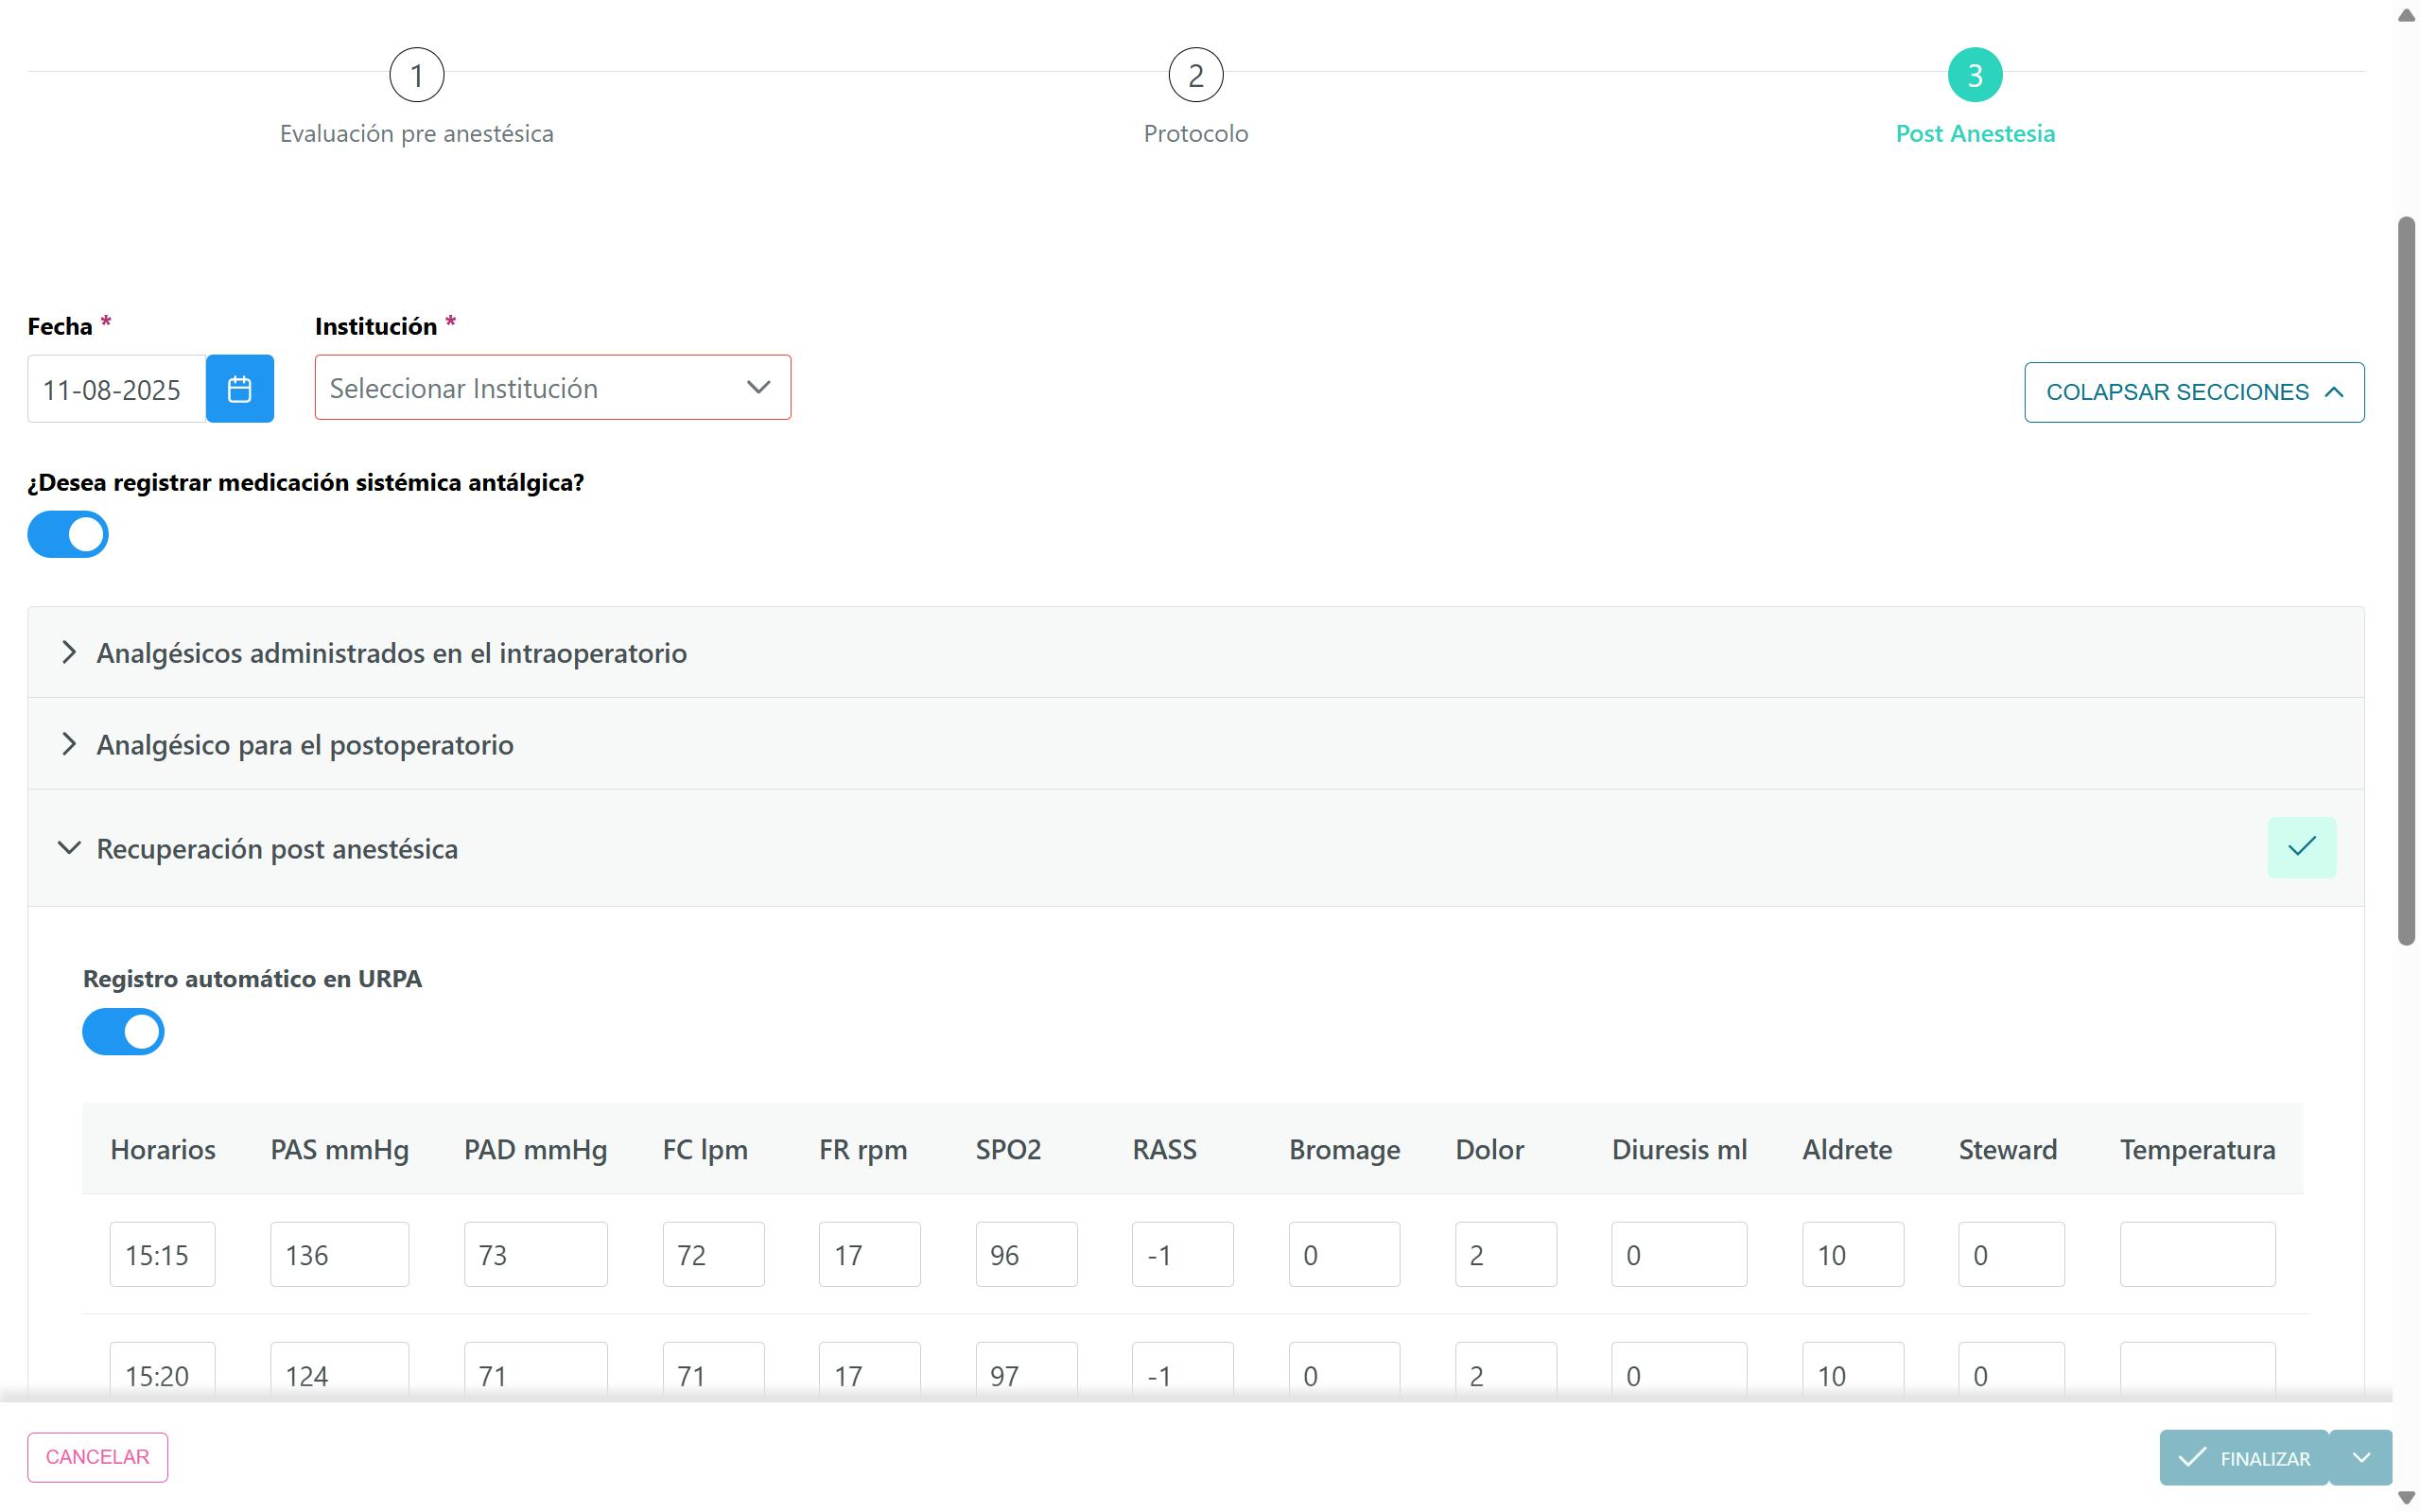 1
2
3
Evaluación pre anestésica
Protocolo
Post Anestesia
Fecha *
Institución *
11-08-2025
Seleccionar Institución
COLAPSAR SECCIONES
¿Desea registrar medicación sistémica antálgica?
Analgésicos administrados en el intraoperatorio
Analgésico para el postoperatorio
Recuperación post anestésica
Registro automático en URPA
Horarios PAS mmHg PAD mmHg FC lpm FR rpm SPO2 RASS Bromage Dolor Diuresis ml Aldrete Steward Temperatura
15:15 136 73 72 17 96 -1 0 2 0 10 0
15:20 124 71 71 17 97 -1 0 2 0 10 0
CANCELAR
FINALIZAR